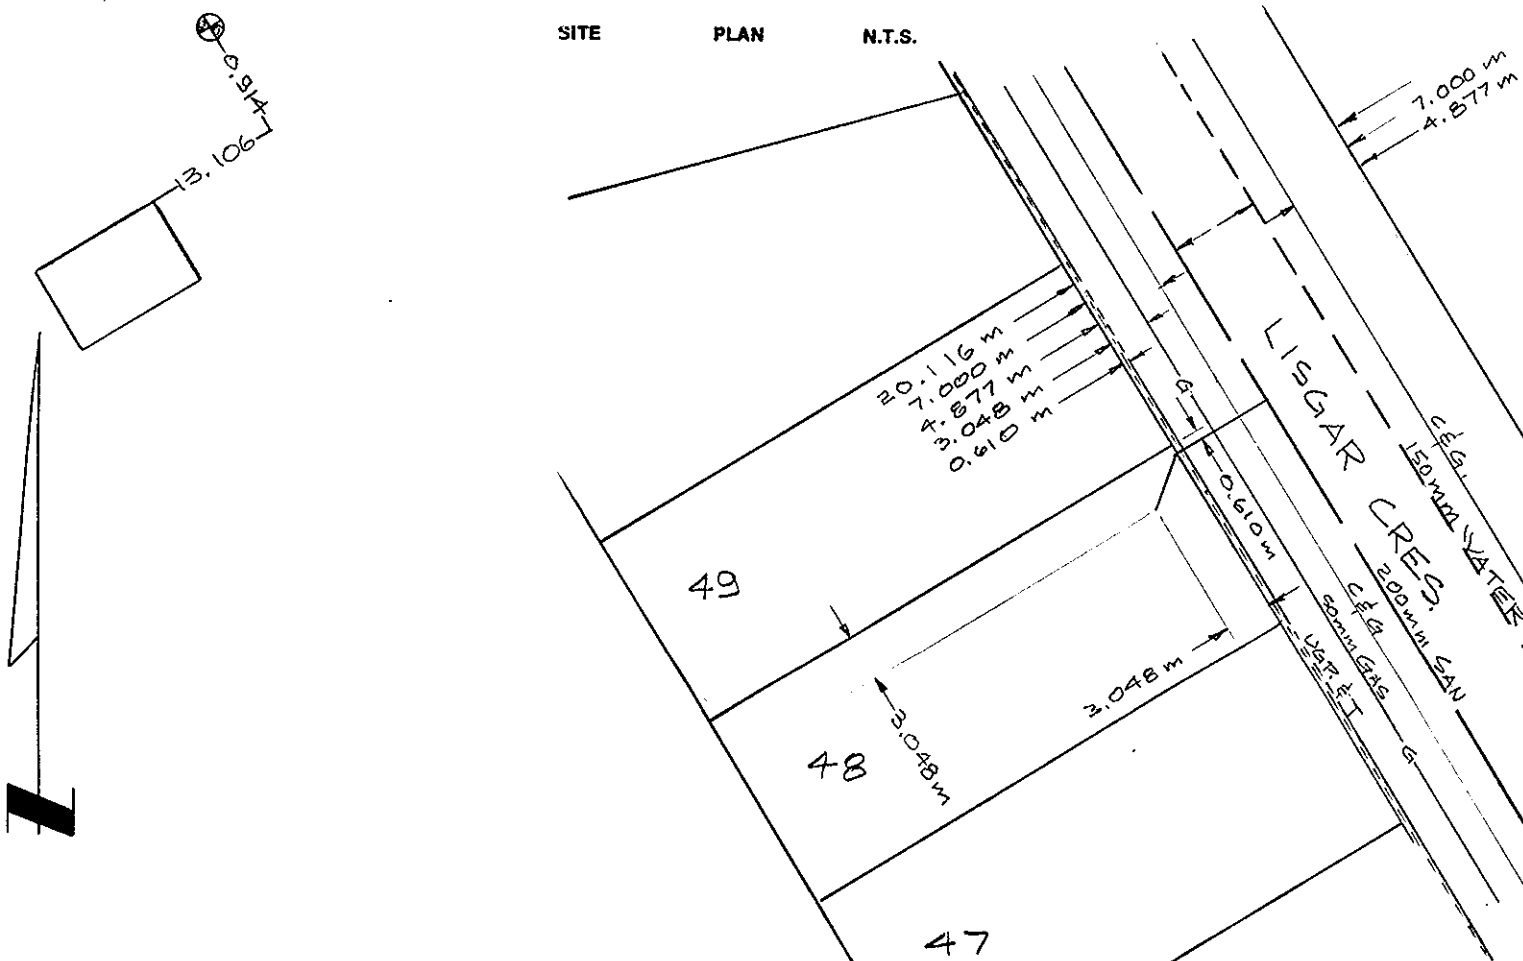 SITE PLAN N.T.S.
0.914
13.106
7.000 m
4.877 m
20.116 m
7.000 m
4.877 m
3.048 m
0.610 m
G
0.610 m
LISGAR CRES.
C&G.
150mm WATER
C&G
200mm SAN
50mm GAS
G
49
48
3.048 m
3.048 m
47